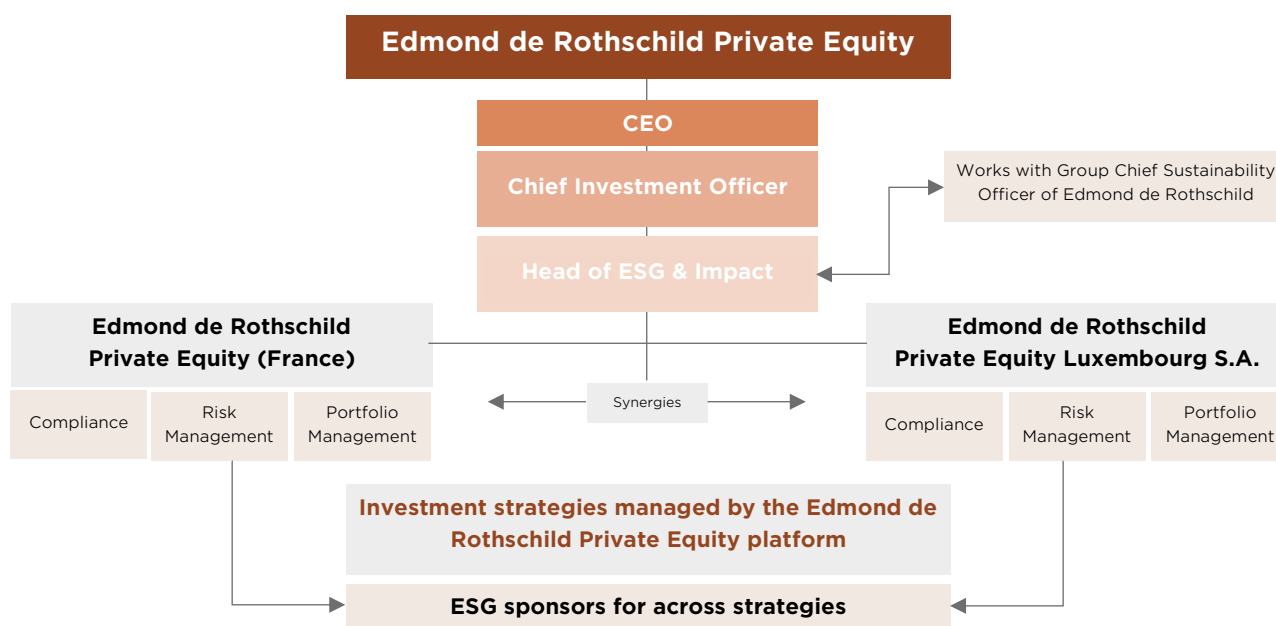 Edmond de Rothschild Private Equity
CEO
Chief Investment Officer
Works with Group Chief Sustainability
Officer of Edmond de Rothschild
Head of ESG & Impact
Edmond de Rothschild
Private Equity (France)
Edmond de Rothschild
Private Equity Luxembourg S.A.
Compliance
Risk
Management
Portfolio
Management
Synergies
Compliance
Risk
Management
Portfolio
Management
Investment strategies managed by the Edmond de
Rothschild Private Equity platform
ESG sponsors for across strategies